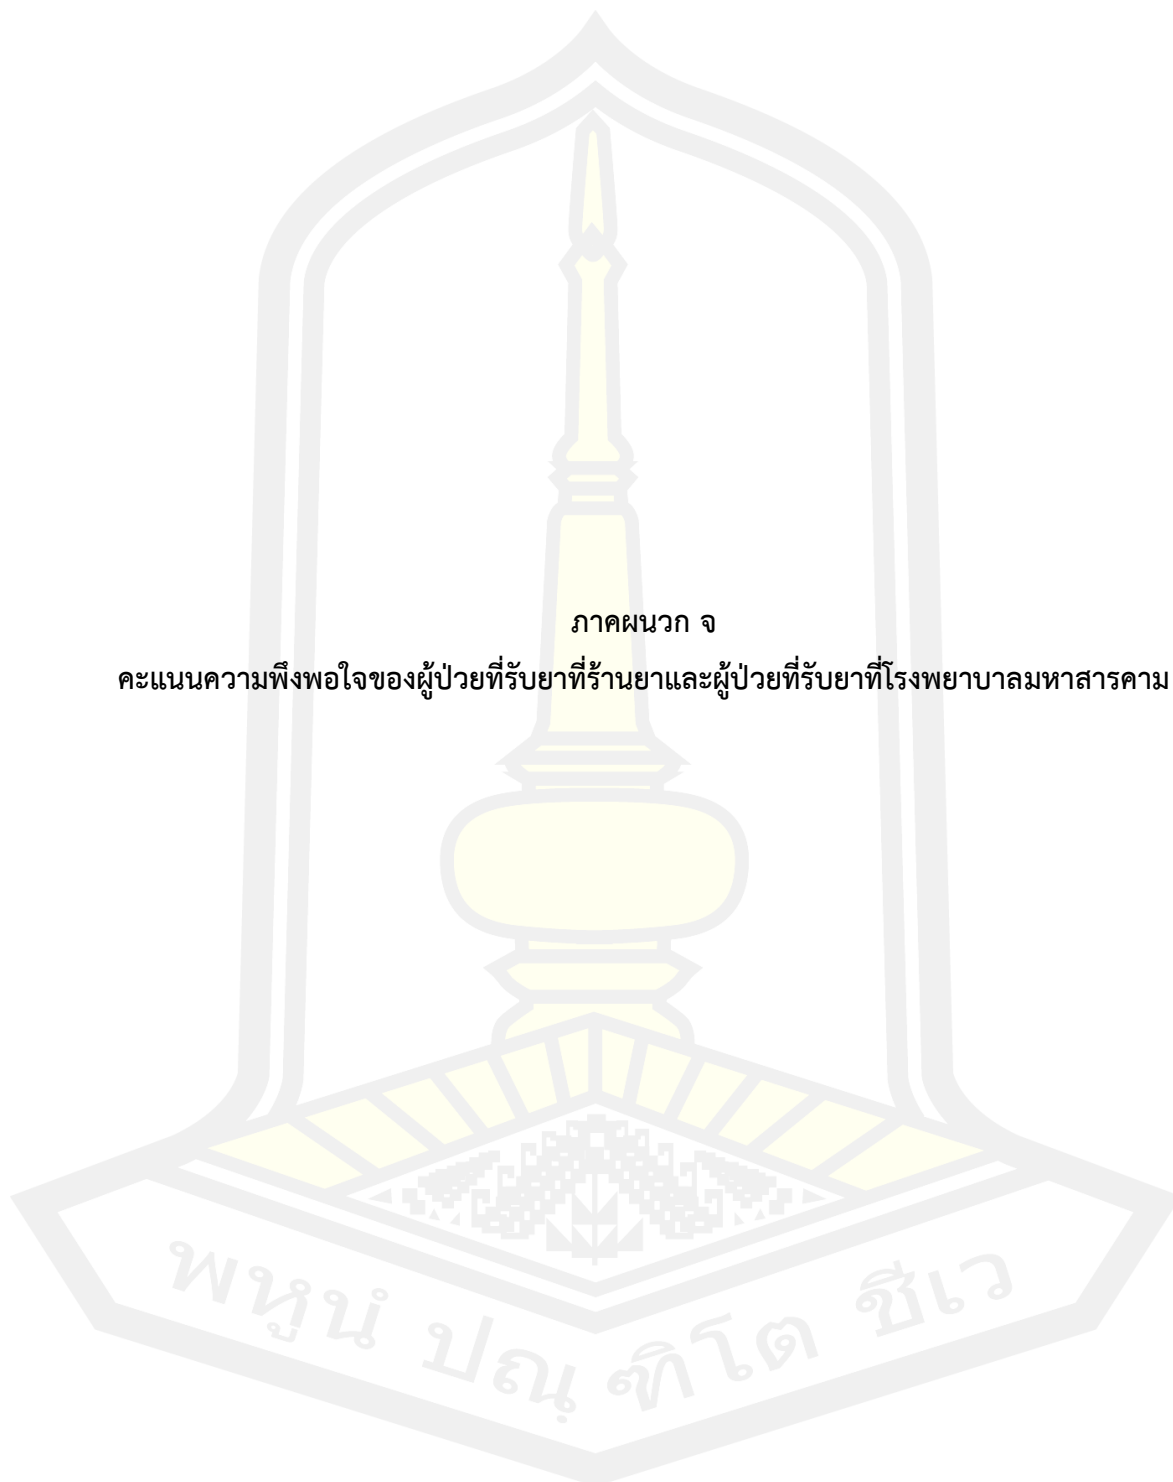 ภาคผนวก จ
คะแนนความพึงพอใจของผู้ป่วยที่รับยาที่ร้านยาและผู้ป่วยที่รับยาที่โรงพยาบาลมหาสารคาม
พหูนํ ปณฺฑิโต ชีเว